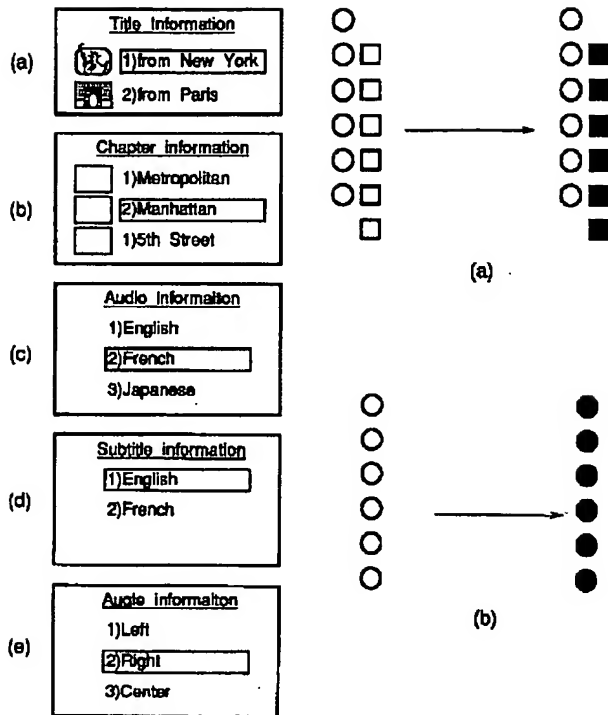 Title Information
(a)
1)from New York
2)from Paris
Chapter information
(b)
1)Metropolitan
2)Manhattan
1)5th Street
Audio information
(c)
1)English
2)French
3)Japanese
Subtitle information
(d)
1)English
2)French
Augle informaiton
(e)
1)Left
2)Right
3)Center
(a)
(b)